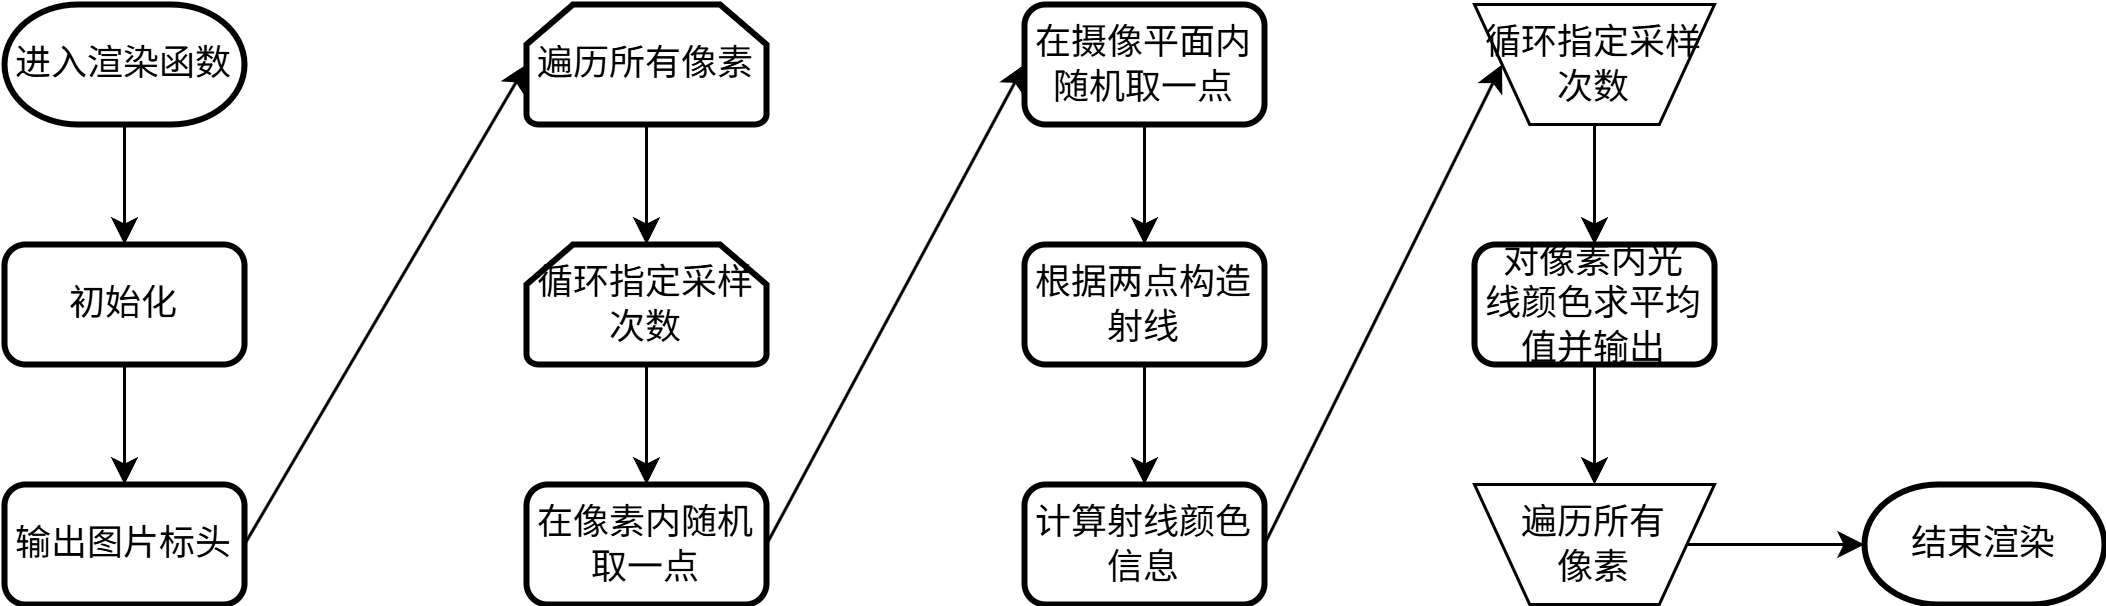 进入渲染函数
初始化
输出图片标头
遍历所有像素
循环指定采样
次数
在像素内随机
取一点
在摄像平面内
随机取一点
根据两点构造
射线
计算射线颜色
信息
循环指定采样
次数
对像素内光
线颜色求平均
值并输出
遍历所有
像素
结束渲染